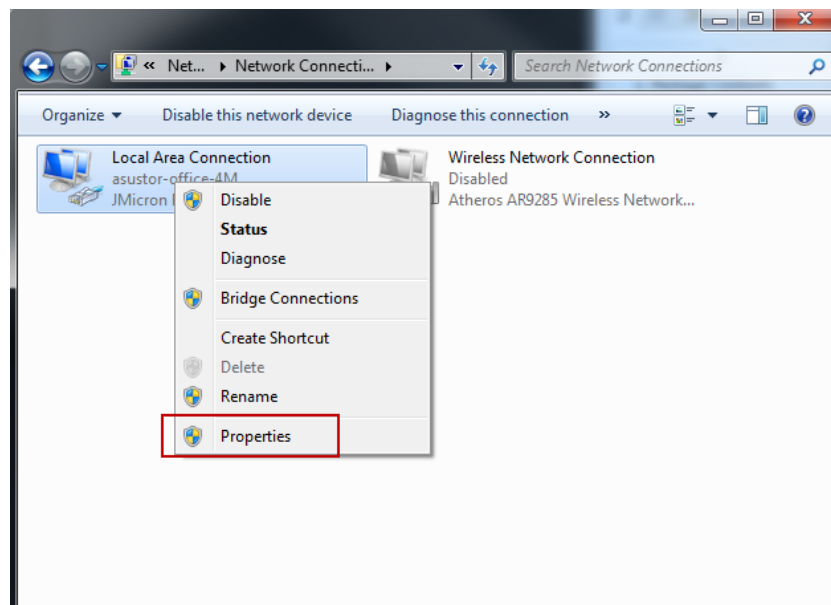 « Net... Network Connecti...
Search Network Connections
Organize Disable this network device Diagnose this connection »
Local Area Connection
asustor-office-4M
JMicron
Wireless Network Connection
Disabled
Atheros AR9285 Wireless Network...
Disable
Status
Diagnose
Bridge Connections
Create Shortcut
Delete
Rename
Properties